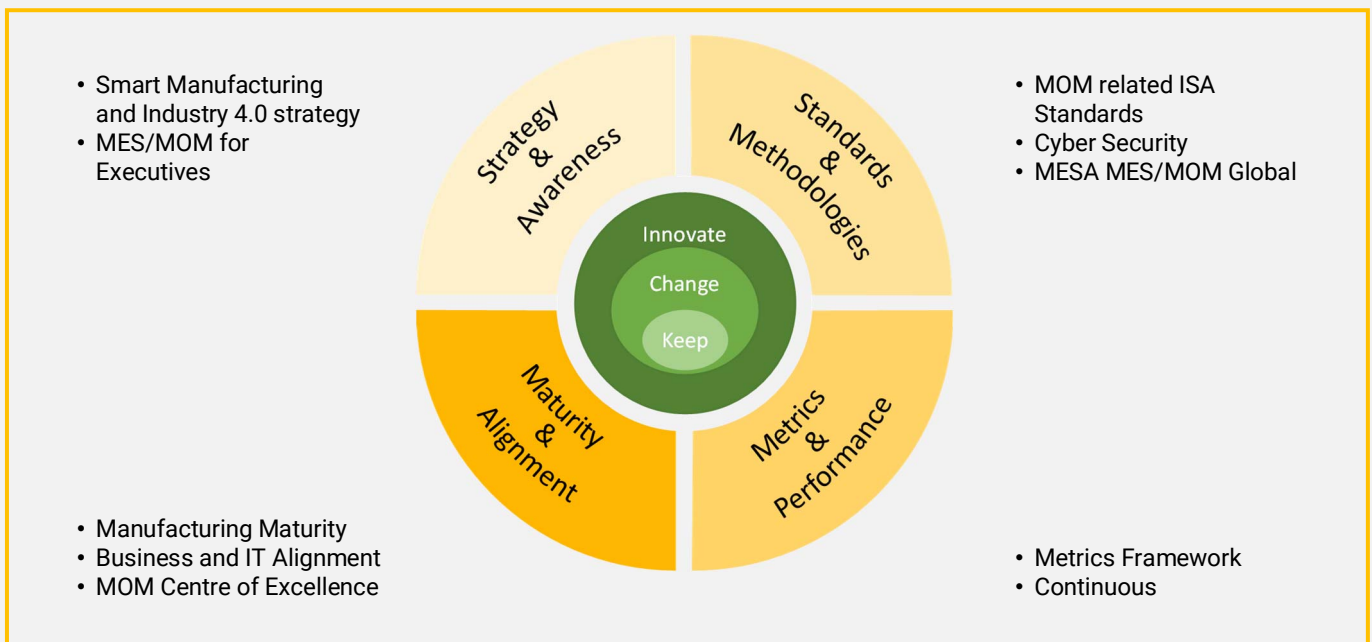 • Smart Manufacturing
and Industry 4.0 strategy
• MES/MOM for
Executives
Strategy
&
Awareness
Standards
&
Methodologies
• MOM related ISA
Standards
• Cyber Security
• MESA MES/MOM Global
Innovate
Change
Keep
Maturity
&
Alignment
Metrics
&
Performance
• Manufacturing Maturity
• Business and IT Alignment
• MOM Centre of Excellence
• Metrics Framework
• Continuous